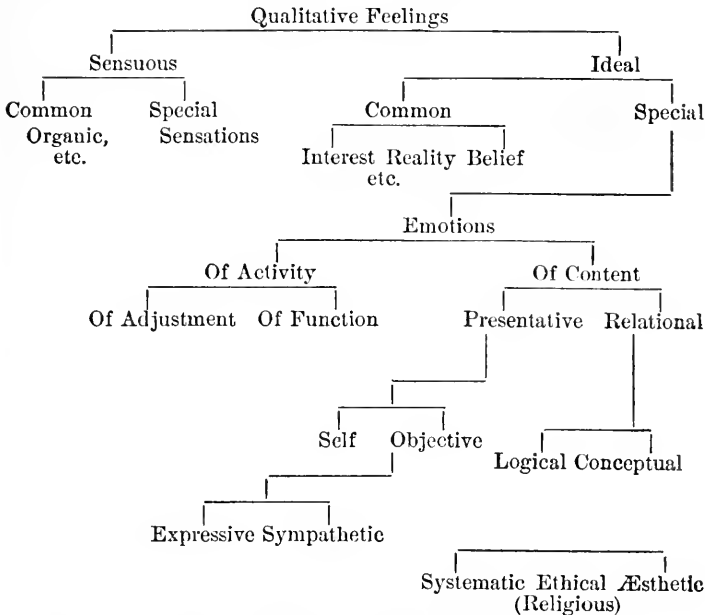 Qualitative Feelings
Sensuous Ideal
Common Special Common Special
Organic, Sensations
etc. Interest Reality Belief
etc.
Emotions
Of Activity Of Content
Of Adjustment Of Function Presentative Relational
Self Objective
Logical Conceptual
Expressive Sympathetic
Systematic Ethical Æsthetic
(Religious)